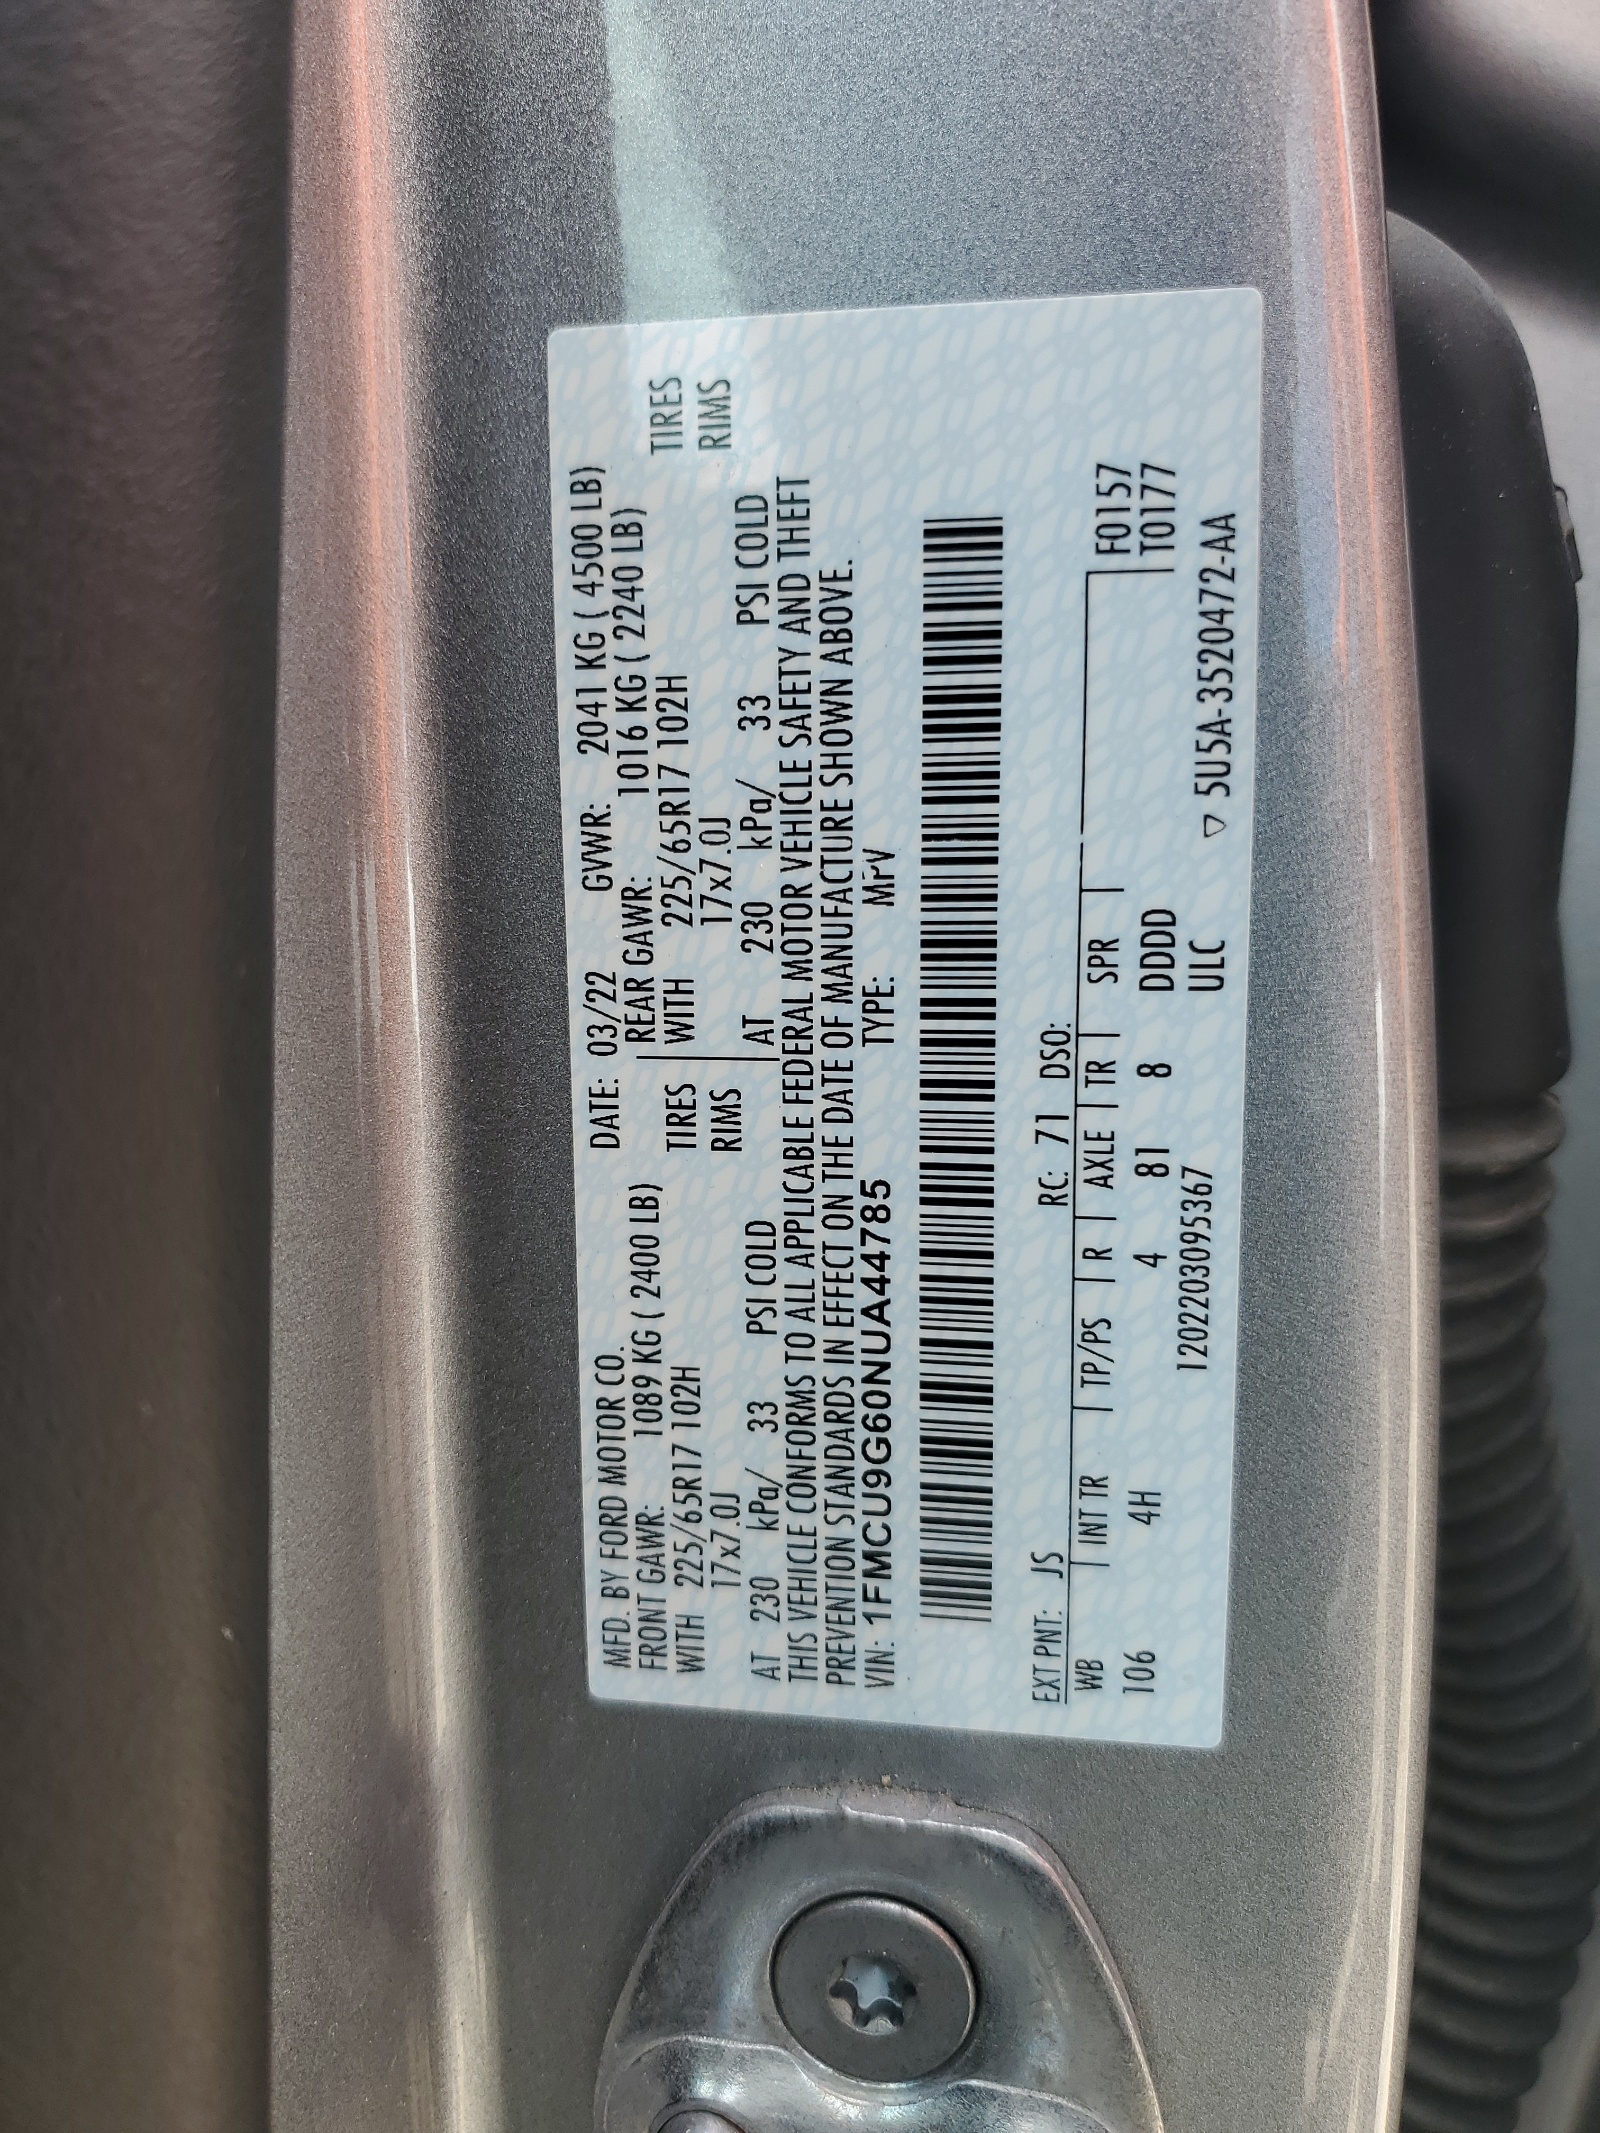 MFD. BY FORD MOTOR CO. DATE: 03/22 GVWR: 2041 KG ( 4500 LB)
FRONT GAWR: 1089 KG ( 2400 LB) REAR GAWR: 1016 KG ( 2240 LB)
WITH 225/65R17 102H TIRES WITH 225/65R17 102H TIRES
17x7.0J RIMS 17x7.0J RIMS
AT 230 kPa/ 33 PSI COLD AT 230 kPa/ 33 PSI COLD
THIS VEHICLE CONFORMS TO ALL APPLICABLE FEDERAL MOTOR VEHICLE SAFETY AND THEFT
PREVENTION STANDARDS IN EFFECT ON THE DATE OF MANUFACTURE SHOWN ABOVE.
VIN: 1FMCU9G60NUA44785 TYPE: MPV
EXT PNT: JS RC: 71 DSO:
WB INT TR TP/PS R AXLE TR SPR F0157
106 4H 4 81 8 DDDD T0177
1202203095367 ULC
▽ 5U5A-3520472-AA